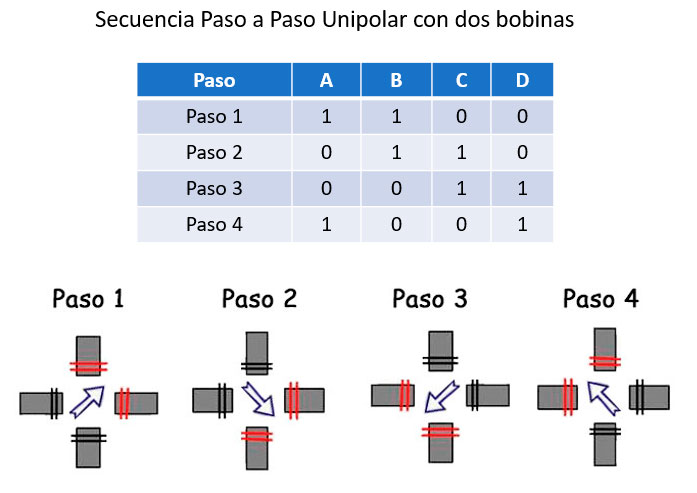 Secuencia Paso a Paso Unipolar con dos bobinas
Paso A B C D
Paso 1 1 1 0 0
Paso 2 0 1 1 0
Paso 3 0 0 1 1
Paso 4 1 0 0 1
Paso 1 Paso 2 Paso 3 Paso 4